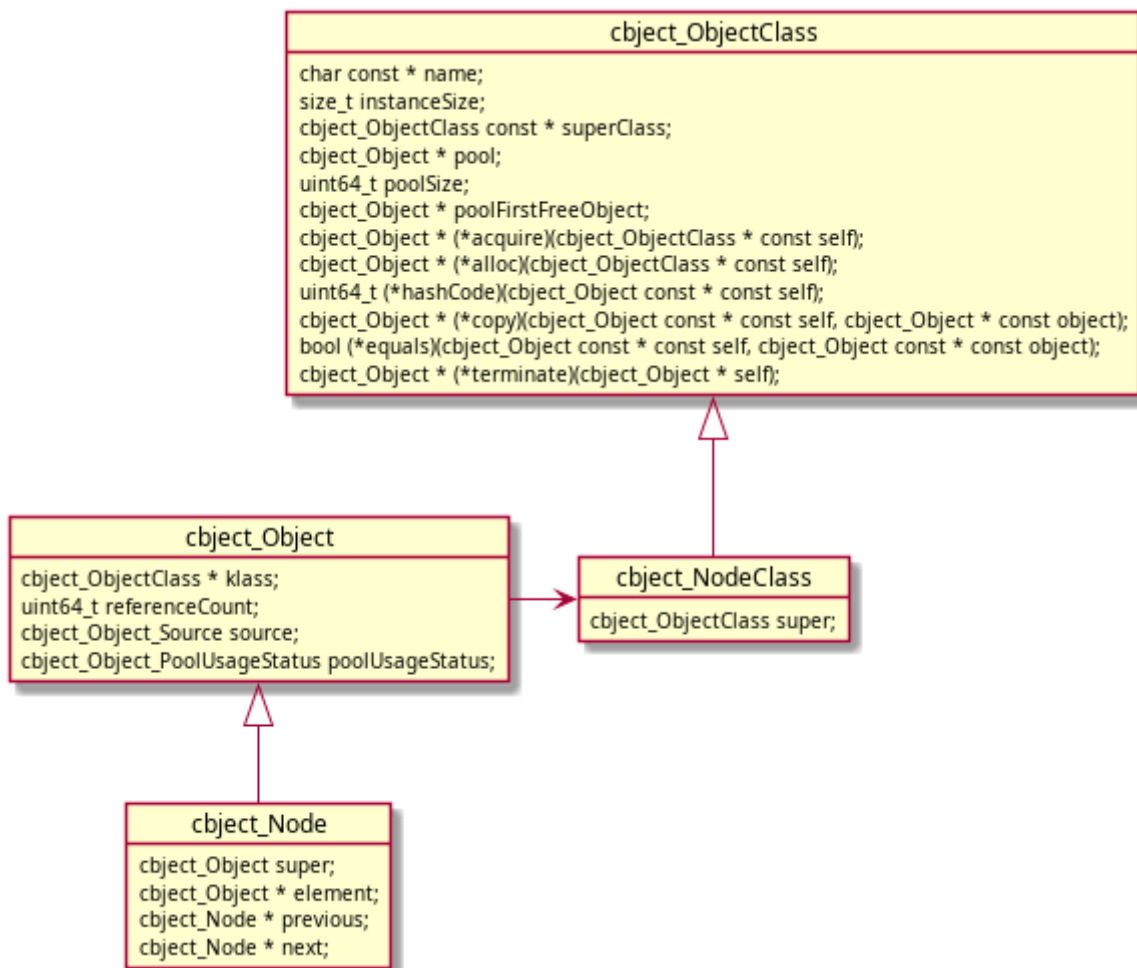 cbject_ObjectClass
char const * name;
size_t instanceSize;
cbject_ObjectClass const * superClass;
cbject_Object * pool;
uint64_t poolSize;
cbject_Object * poolFirstFreeObject;
cbject_Object * (*acquire)(cbject_ObjectClass * const self);
cbject_Object * (*alloc)(cbject_ObjectClass * const self);
uint64_t (*hashCode)(cbject_Object const * const self);
cbject_Object * (*copy)(cbject_Object const * const self, cbject_Object * const object);
bool (*equals)(cbject_Object const * const self, cbject_Object const * const object);
cbject_Object * (*terminate)(cbject_Object * self);
cbject_Object
cbject_ObjectClass * klass;
uint64_t referenceCount;
cbject_Object_Source source;
cbject_Object_PoolUsageStatus poolUsageStatus;
cbject_NodeClass
cbject_ObjectClass super;
cbject_Node
cbject_Object super;
cbject_Object * element;
cbject_Node * previous;
cbject_Node * next;